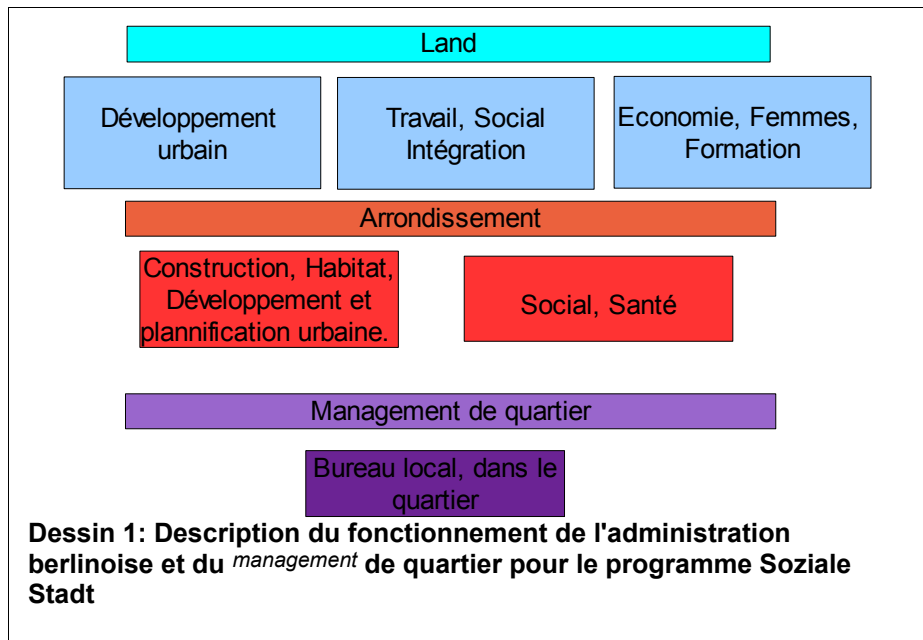 Land
Développement
urbain
Travail, Social
Intégration
Economie, Femmes,
Formation
Arrondissement
Construction, Habitat,
Développement et
plannification urbaine.
Social, Santé
Management de quartier
Bureau local, dans le
quartier
Dessin 1: Description du fonctionnement de l'administration
berlinoise et du management de quartier pour le programme Soziale
Stadt